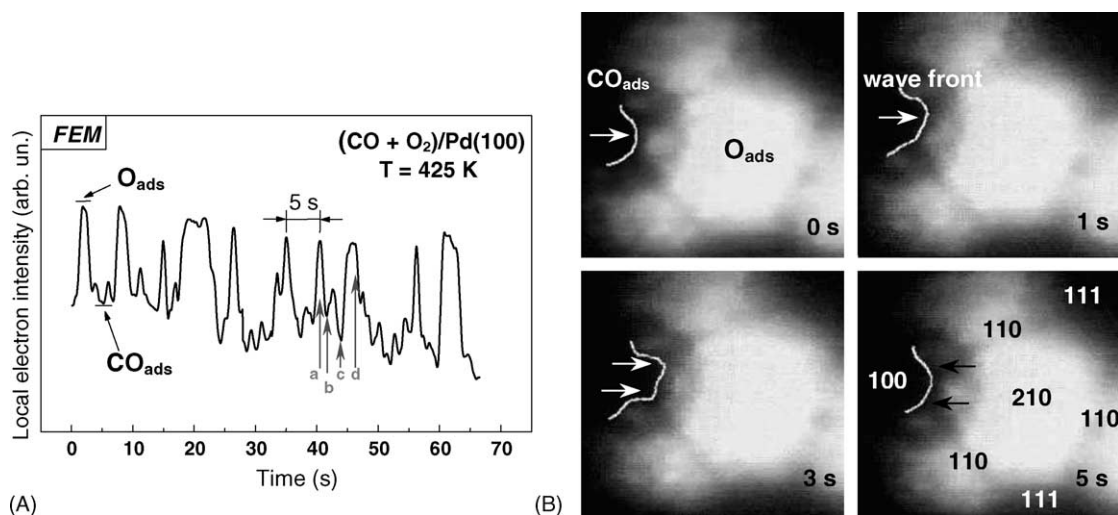 FEM
(CO + O2)/Pd(100)
T = 425 K
Oads
5 s
COads
a
b
c
d
Local electron intensity (arb. un.)
0 10 20 30 40 50 60 70
Time (s)
(A)
COads
Oads
0 s
wave front
1 s
3 s
111
110
100
210
110
110
5 s
111
(B)